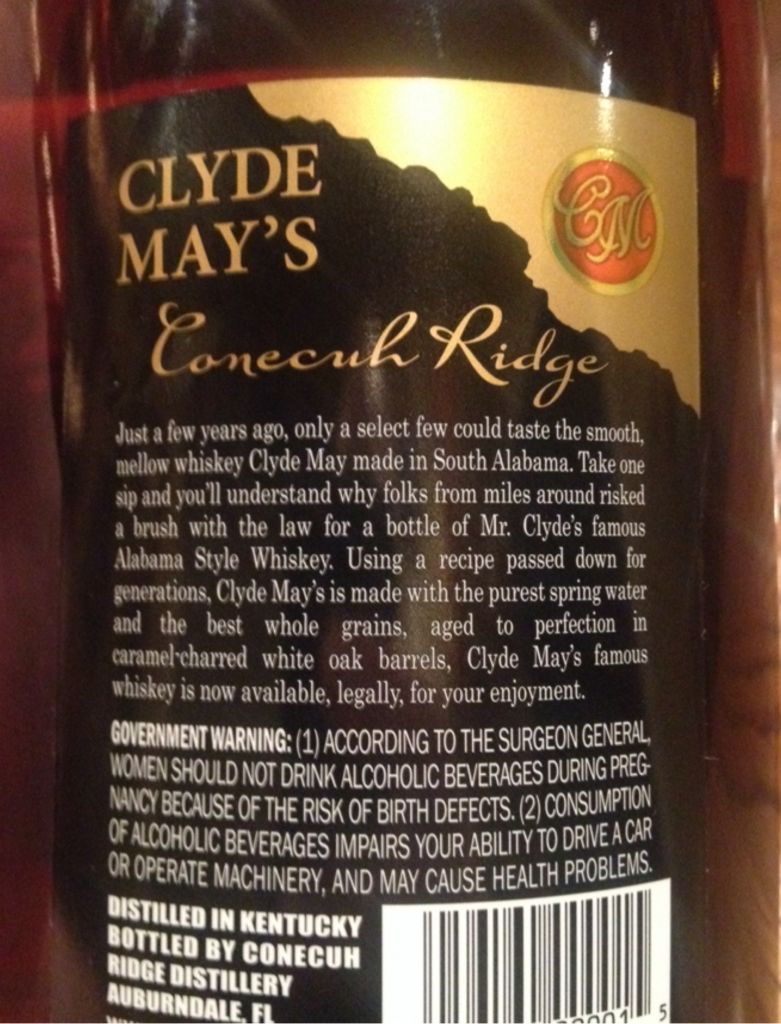 CLYDE
MAY'S
CM
Conecuh Ridge
Just a few years ago, only a select few could taste the smooth,
mellow whiskey Clyde May made in South Alabama. Take one
sip and you'll understand why folks from miles around risked
a brush with the law for a bottle of Mr. Clyde's famous
Alabama Style Whiskey. Using a recipe passed down for
generations, Clyde May's is made with the purest spring water
and the best whole grains, aged to perfection in
caramel-charred white oak barrels, Clyde May's famous
whiskey is now available, legally, for your enjoyment.
GOVERNMENT WARNING: (1) ACCORDING TO THE SURGEON GENERAL,
WOMEN SHOULD NOT DRINK ALCOHOLIC BEVERAGES DURING PREG-
NANCY BECAUSE OF THE RISK OF BIRTH DEFECTS. (2) CONSUMPTION
OF ALCOHOLIC BEVERAGES IMPAIRS YOUR ABILITY TO DRIVE A CAR
OR OPERATE MACHINERY, AND MAY CAUSE HEALTH PROBLEMS.
DISTILLED IN KENTUCKY
BOTTLED BY CONECUH
RIDGE DISTILLERY
AUBURNDALE, FL
5